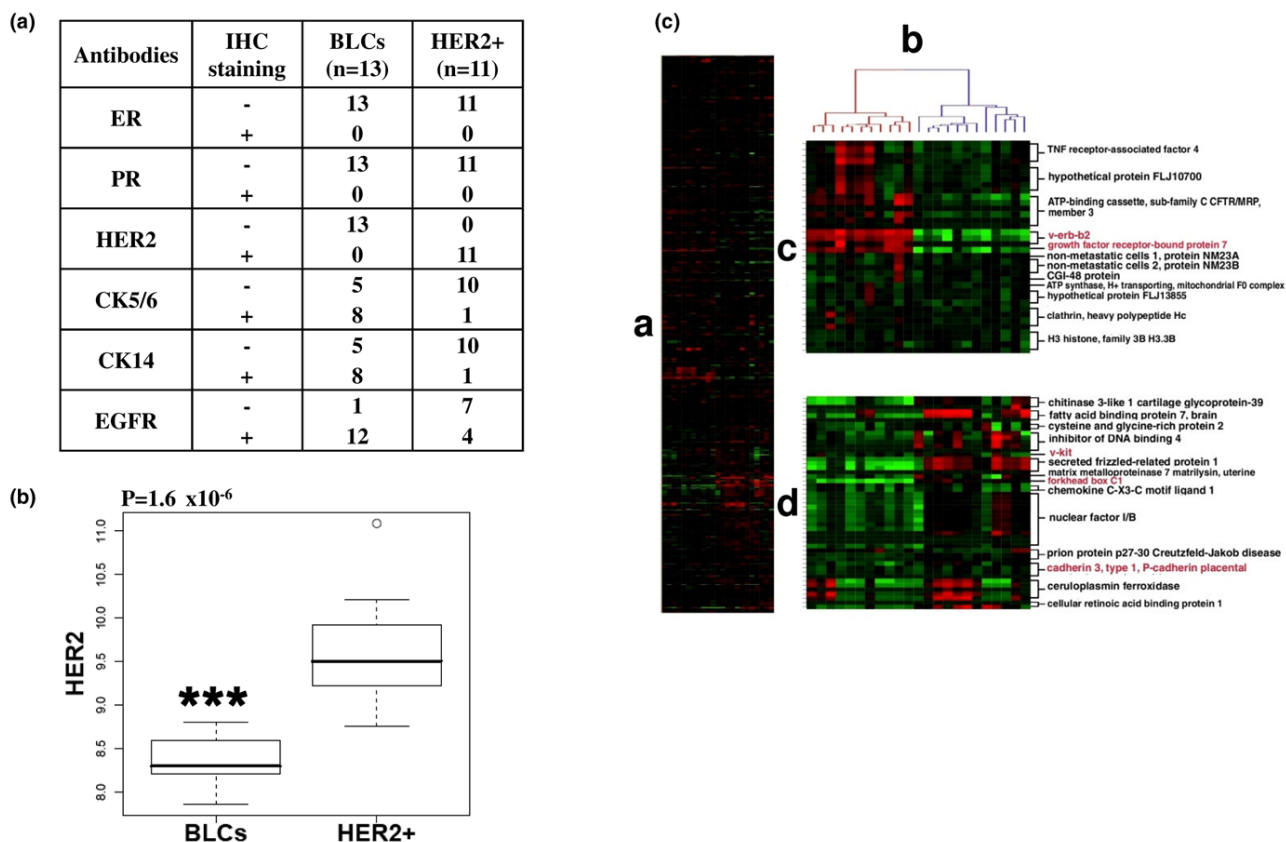 (a)
Antibodies IHC staining BLCs (n=13) HER2+ (n=11)
ER - 13 11
+ 0 0
PR - 13 11
+ 0 0
HER2 - 13 0
+ 0 11
CK5/6 - 5 10
+ 8 1
CK14 - 5 10
+ 8 1
EGFR - 1 7
+ 12 4
(b)
P=1.6 x10-6
HER2
11.0
10.5
10.0
9.5
9.0
8.5
8.0
***
BLCs HER2+
(c)
a
b
c
TNF receptor-associated factor 4
hypothetical protein FLJ10700
ATP-binding cassette, sub-family C CFTR/MRP,
member 3
v-erb-b2
growth factor receptor-bound protein 7
non-metastatic cells 1, protein NM23A
non-metastatic cells 2, protein NM23B
CGI-48 protein
ATP synthase, H+ transporting, mitochondrial F0 complex
hypothetical protein FLJ13855
clathrin, heavy polypeptide Hc
H3 histone, family 3B H3.3B
d
chitinase 3-like 1 cartilage glycoprotein-39
fatty acid binding protein 7, brain
cysteine and glycine-rich protein 2
inhibitor of DNA binding 4
v-kit
secreted frizzled-related protein 1
matrix metalloproteinase 7 matrilysin, uterine
forkhead box C1
chemokine C-X3-C motif ligand 1
nuclear factor I/B
prion protein p27-30 Creutzfeld-Jakob disease
cadherin 3, type 1, P-cadherin placental
ceruloplasmin ferroxidase
cellular retinoic acid binding protein 1